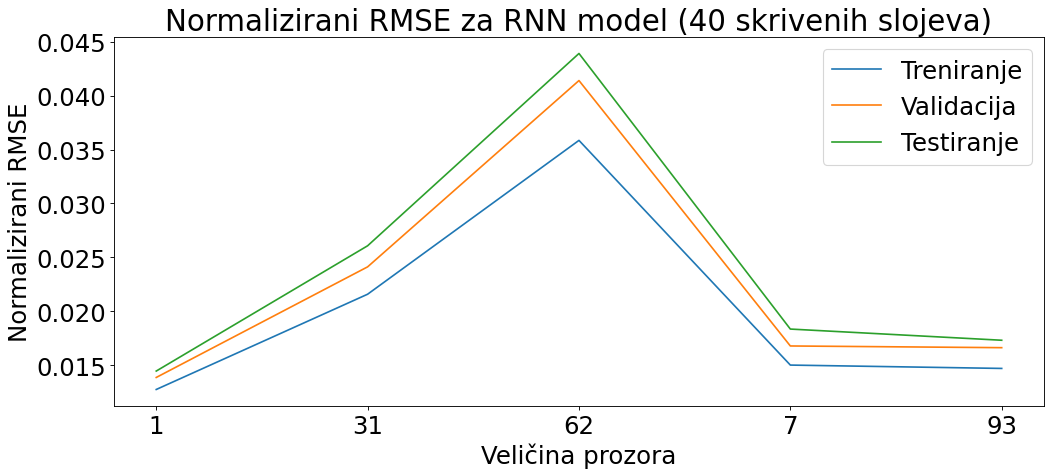 Normalizirani RMSE za RNN model (40 skrivenih slojeva)
Normalizirani RMSE
0.045
0.040
0.035
0.030
0.025
0.020
0.015
Treniranje
Validacija
Testiranje
1 31 62 7 93
Veličina prozora